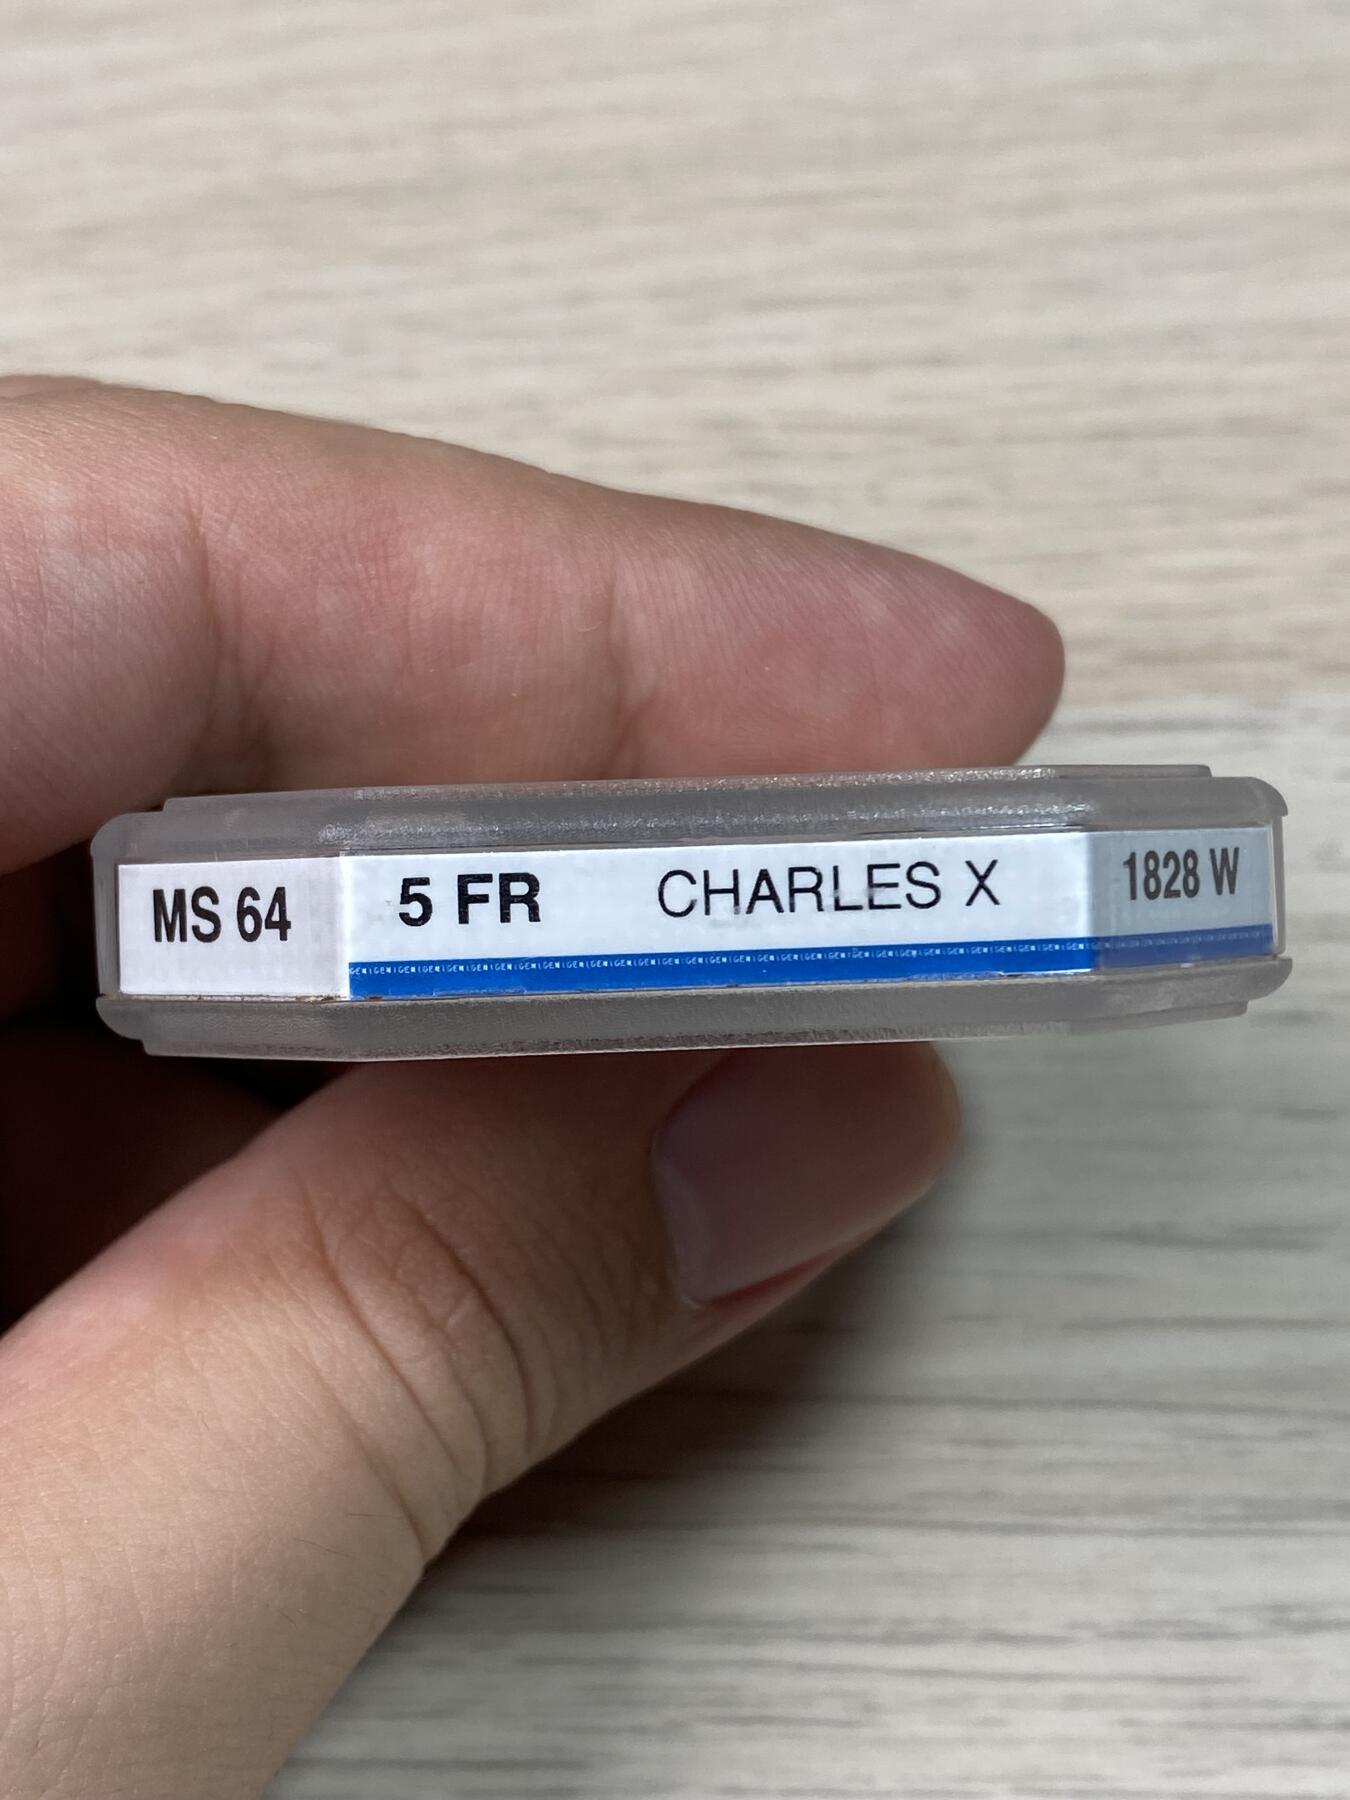 MS 64 5 FR CHARLES X 1828 W